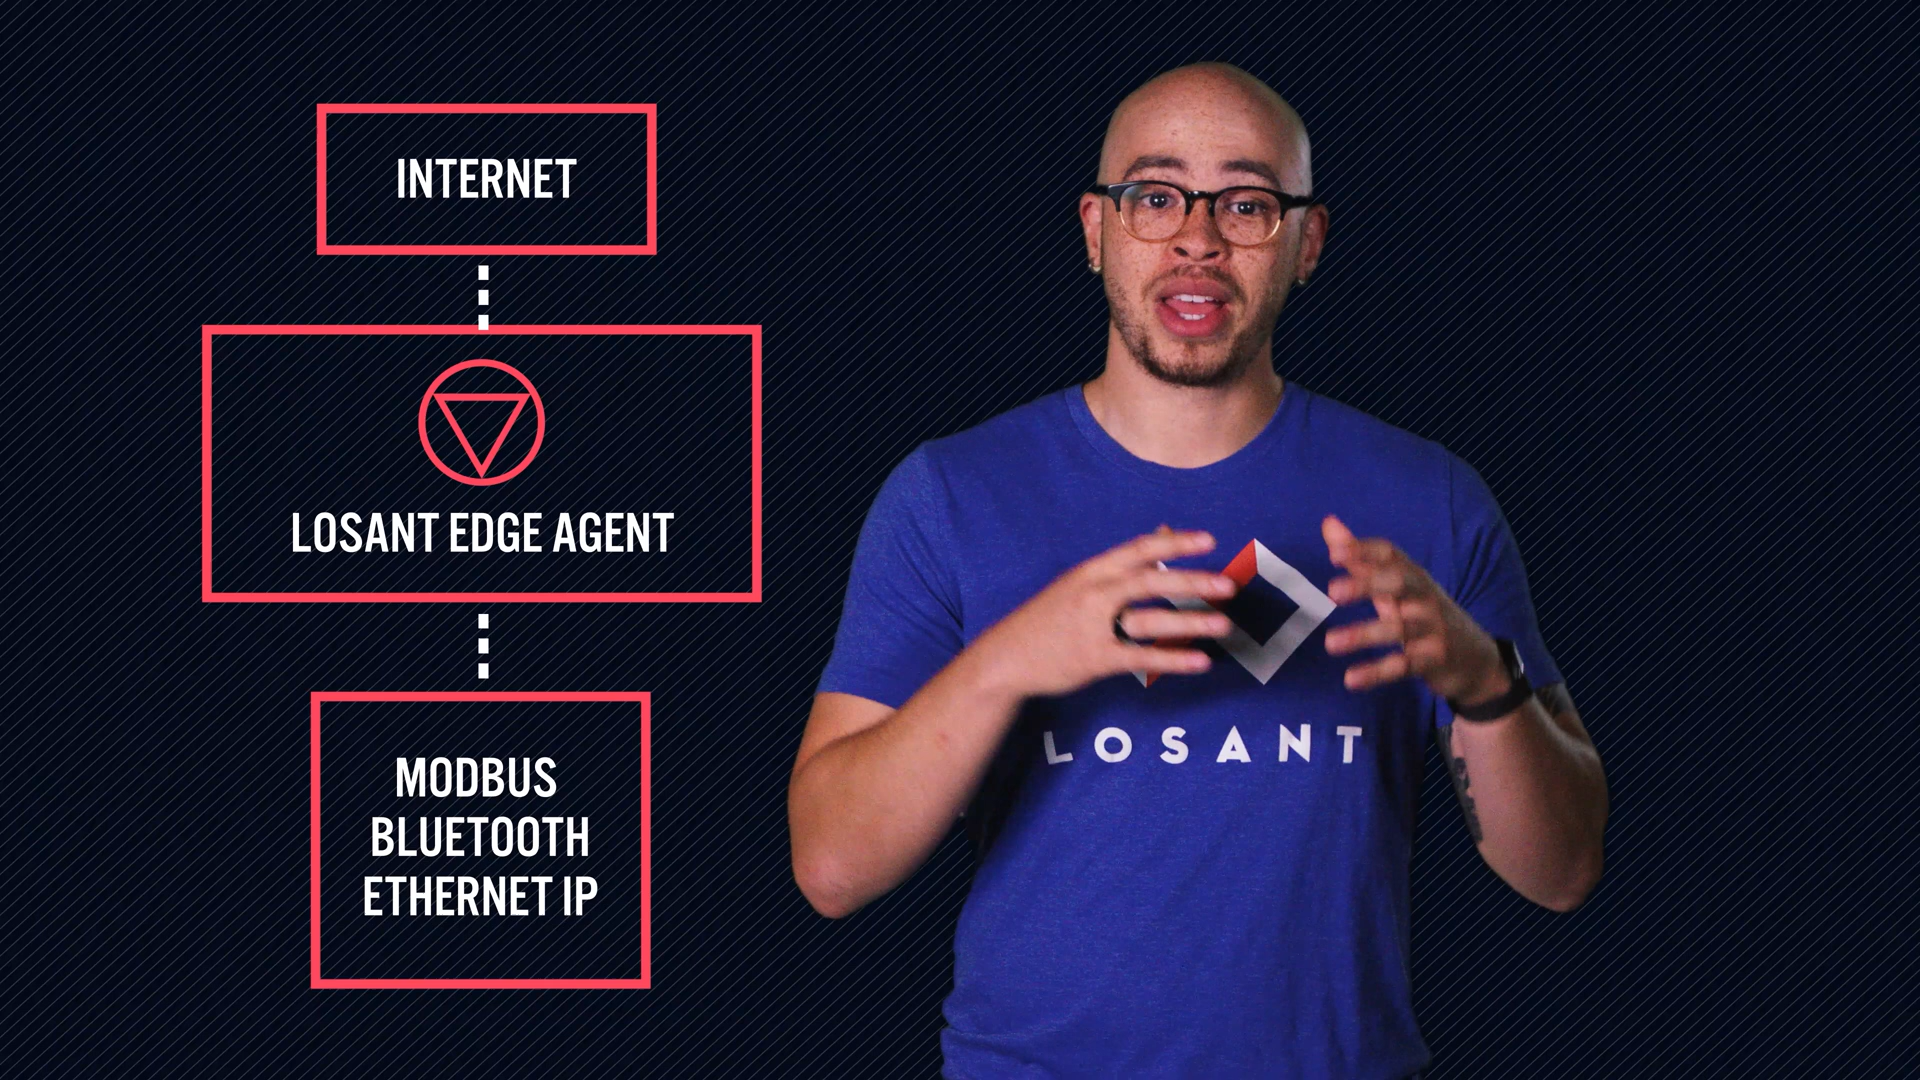 INTERNET
LOSANT EDGE AGENT
MODBUS
BLUETOOTH
ETHERNET IP
LOSANT